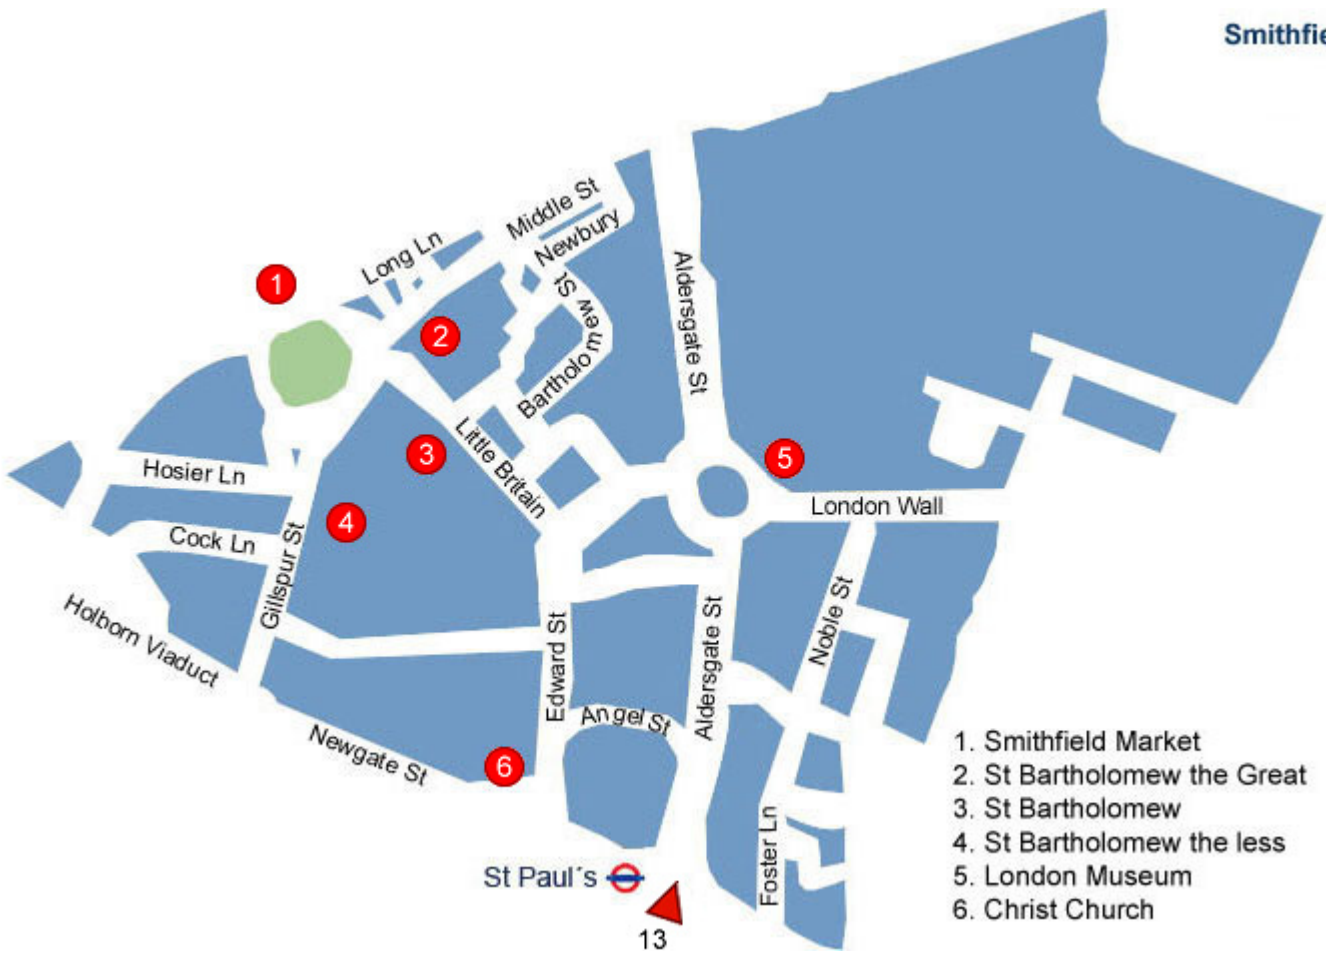 Smithfie
Middle St
Newbury St
Long Ln
1
2
Bartholomew St
Aldersgate St
Little Britain
3
5
Hosier Ln
London Wall
4
Cock Ln
Gillspur St
Holborn Viaduct
Edward St
Noble St
Aldersgate St
Angel St
Newgate St
6
Foster Ln
St Paul´s
13
1. Smithfield Market
2. St Bartholomew the Great
3. St Bartholomew
4. St Bartholomew the less
5. London Museum
6. Christ Church